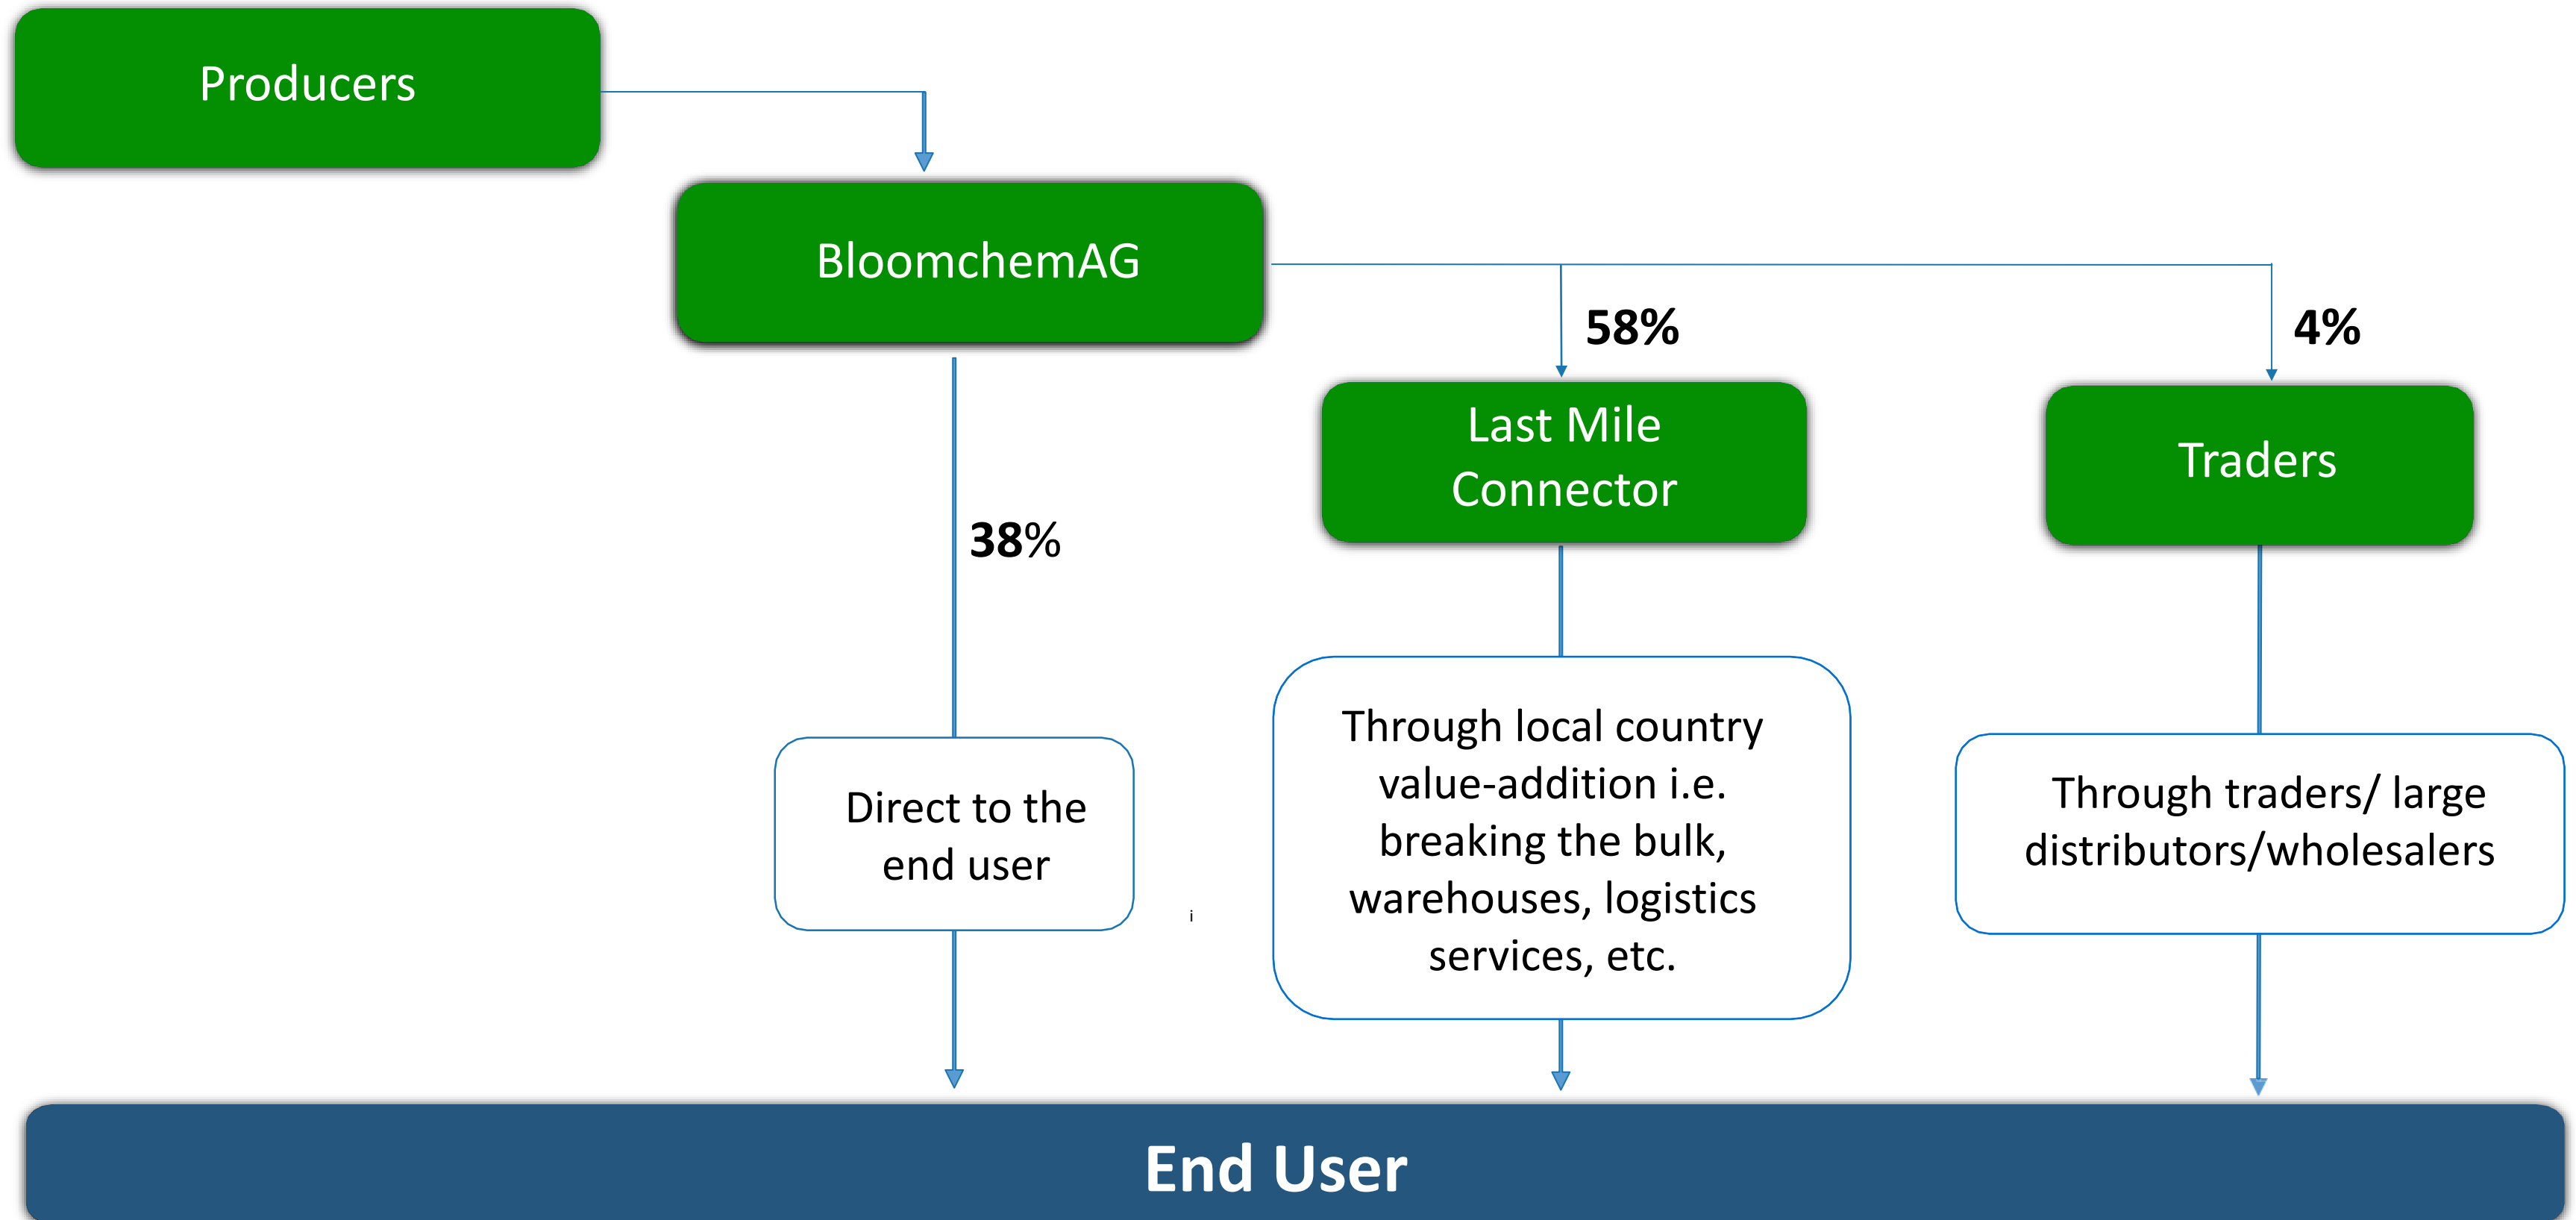 Producers
BloomchemAG
58%
4%
Last Mile
Connector
Traders
38%
Direct to the
end user
i
Through local country
value-addition i.e.
breaking the bulk,
warehouses, logistics
services, etc.
Through traders/ large
distributors/wholesalers
End User